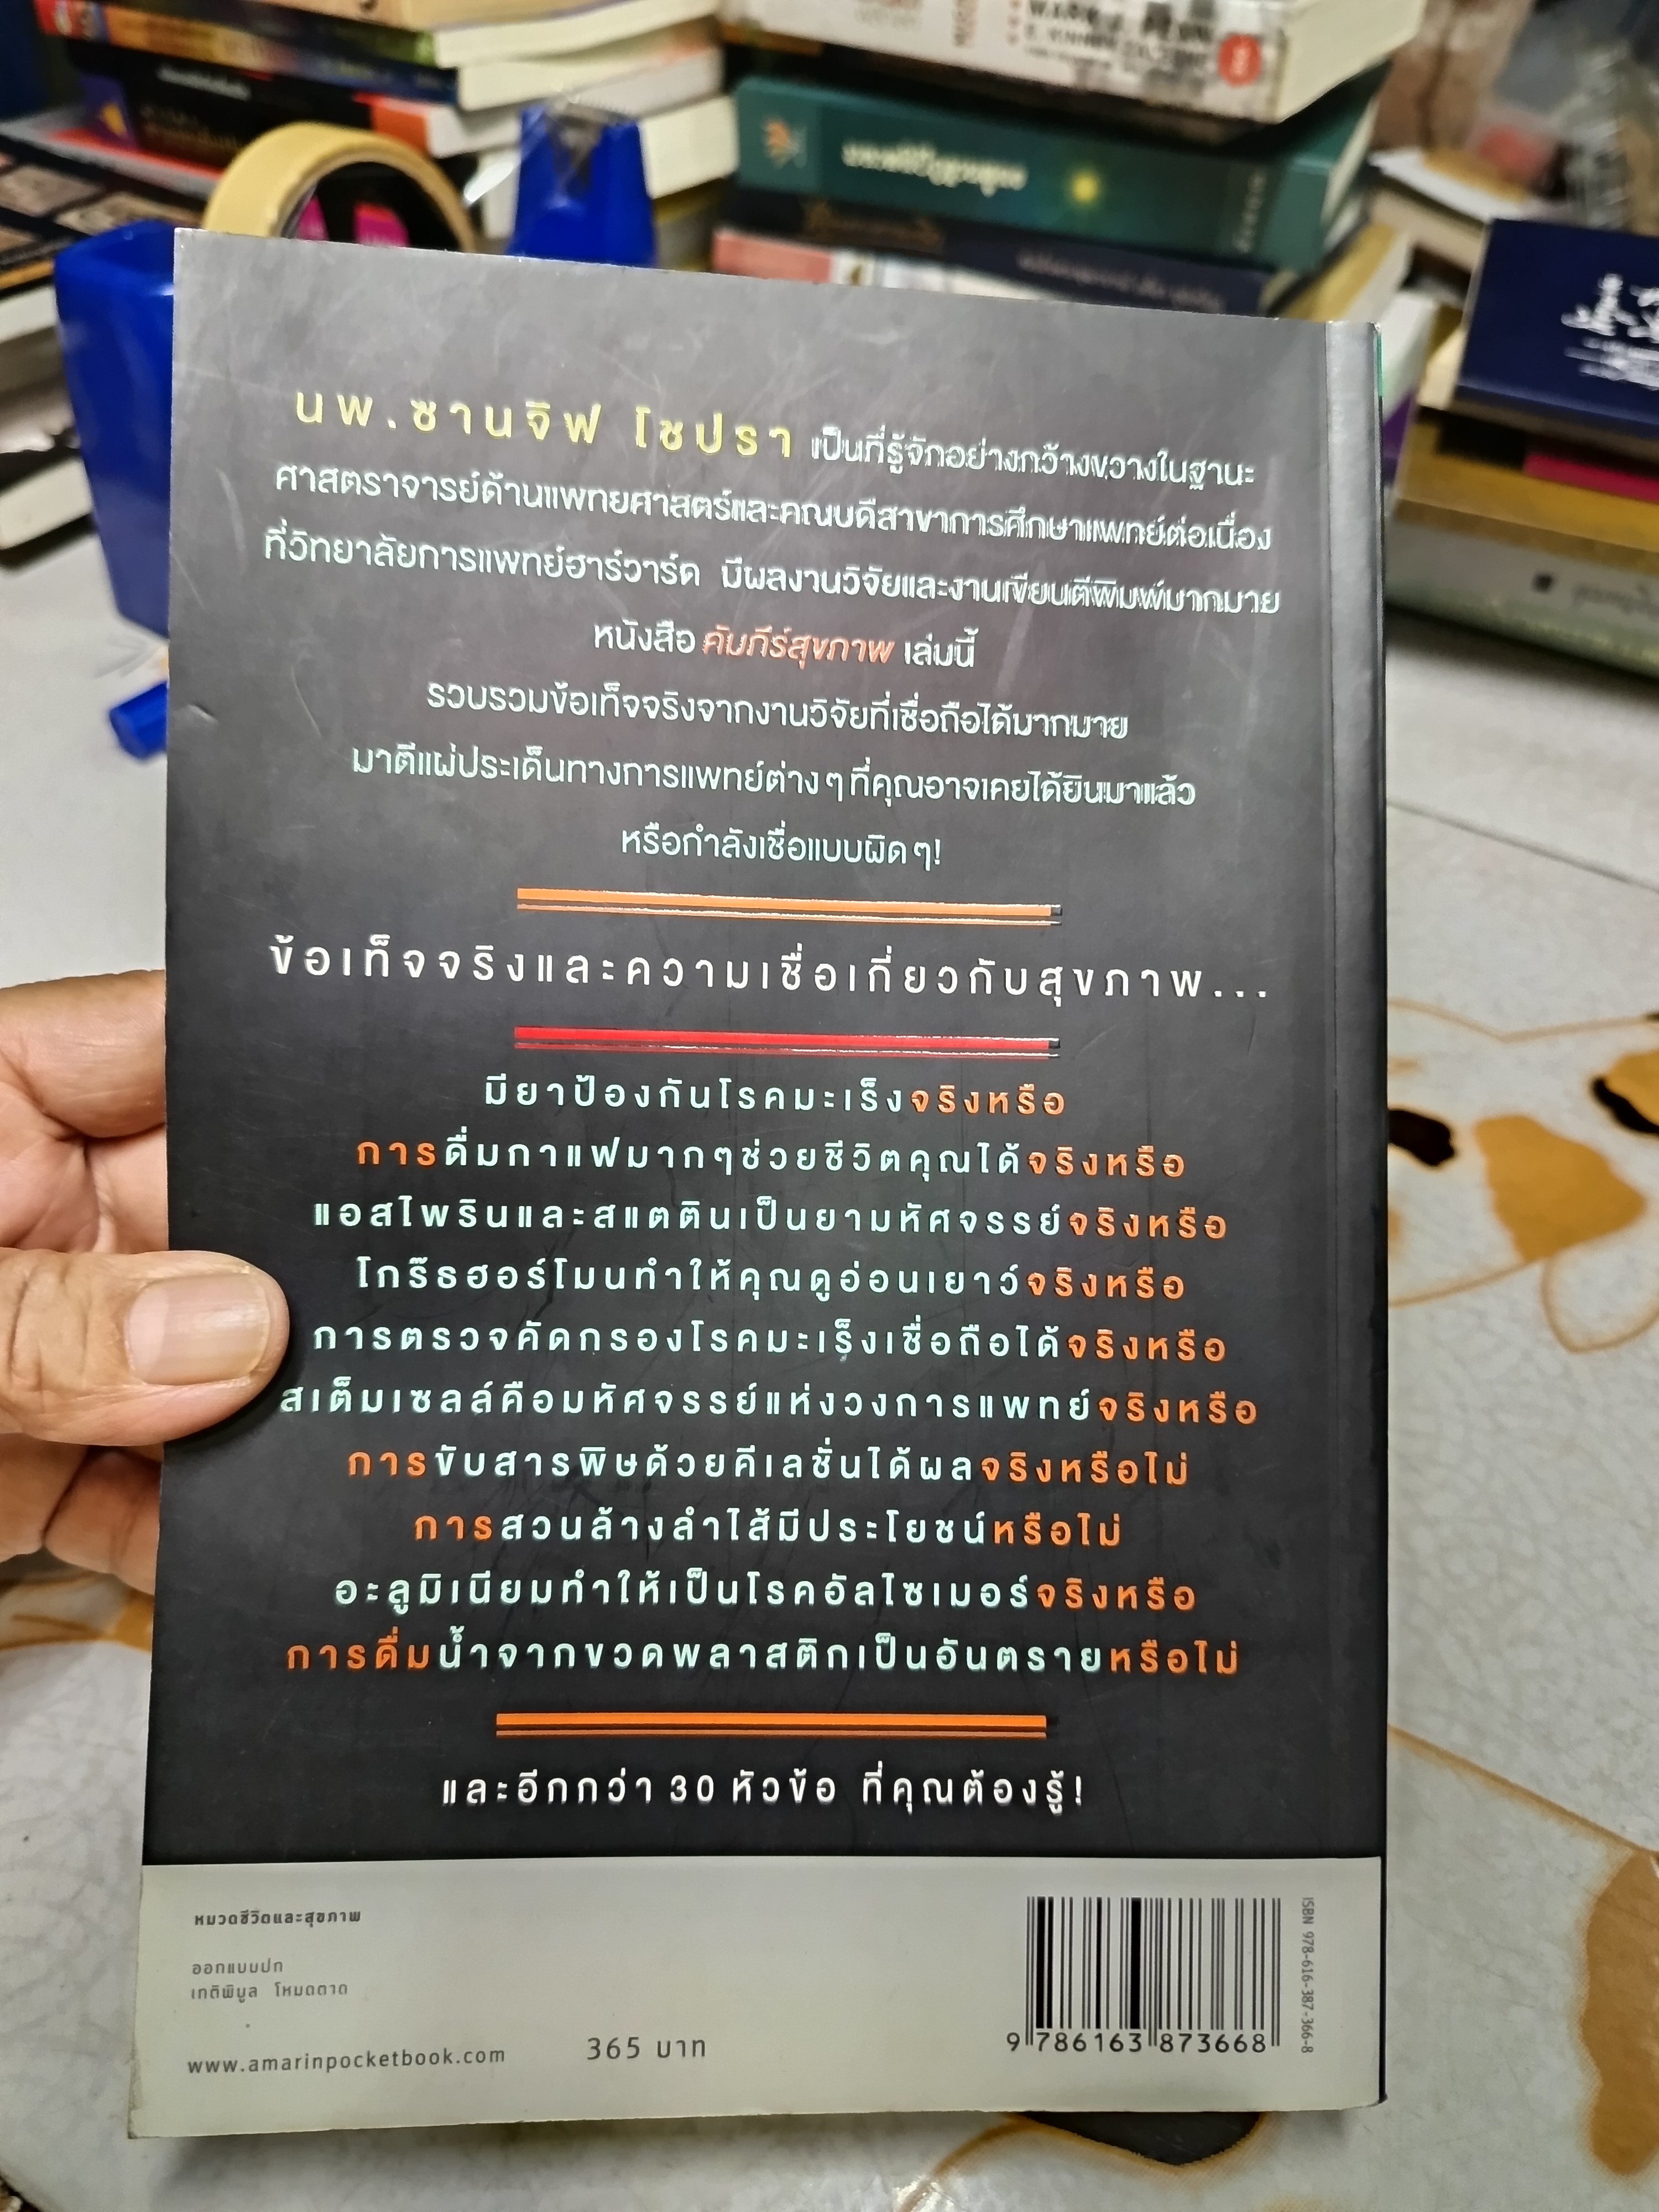 MARK J. PENN
นพ.ซานจิฟ โชปรา เป็นที่รู้จักอย่างกว้างขวางในฐานะ
ศาสตราจารย์ด้านแพทยศาสตร์และคณบดีสาขาการศึกษาแพทย์ต่อเนื่อง
ที่วิทยาลัยการแพทย์ฮาร์วาร์ด มีผลงานวิจัยและงานเขียนตีพิมพ์มากมาย
หนังสือ คัมภีร์สุขภาพ เล่มนี้
รวบรวมข้อเท็จจริงจากงานวิจัยที่เชื่อถือได้มากมาย
มาตีแผ่ประเด็นทางการแพทย์ต่าง ๆ ที่คุณอาจเคยได้ยินมาแล้ว
หรือกำลังเชื่อแบบผิด ๆ!
ข้อเท็จจริงและความเชื่อเกี่ยวกับสุขภาพ...
มียาป้องกันโรคมะเร็งจริงหรือ
การดื่มกาแฟมากๆช่วยชีวิตคุณได้จริงหรือ
แอสไพรินและสแตตินเป็นยามหัศจรรย์จริงหรือ
โกร๊ธฮอร์โมนทำให้คุณดูอ่อนเยาว์จริงหรือ
การตรวจคัดกรองโรคมะเร็งเชื่อถือได้จริงหรือ
สเต็มเซลล์คือมหัศจรรย์แห่งวงการแพทย์จริงหรือ
การขับสารพิษด้วยคีเลชั่นได้ผลจริงหรือไม่
การสวนล้างลำไส้มีประโยชน์หรือไม่
อะลูมิเนียมทำให้เป็นโรคอัลไซเมอร์จริงหรือ
การดื่มน้ำจากขวดพลาสติกเป็นอันตรายหรือไม่
และอีกกว่า 30 หัวข้อ ที่คุณต้องรู้!
หมวดชีวิตและสุขภาพ
ออกแบบปก
เกติพิมูล โหมดตาด
www.amarinpocketbook.com
365 บาท
9 786163 873668
ISBN 978-616-387-366-8